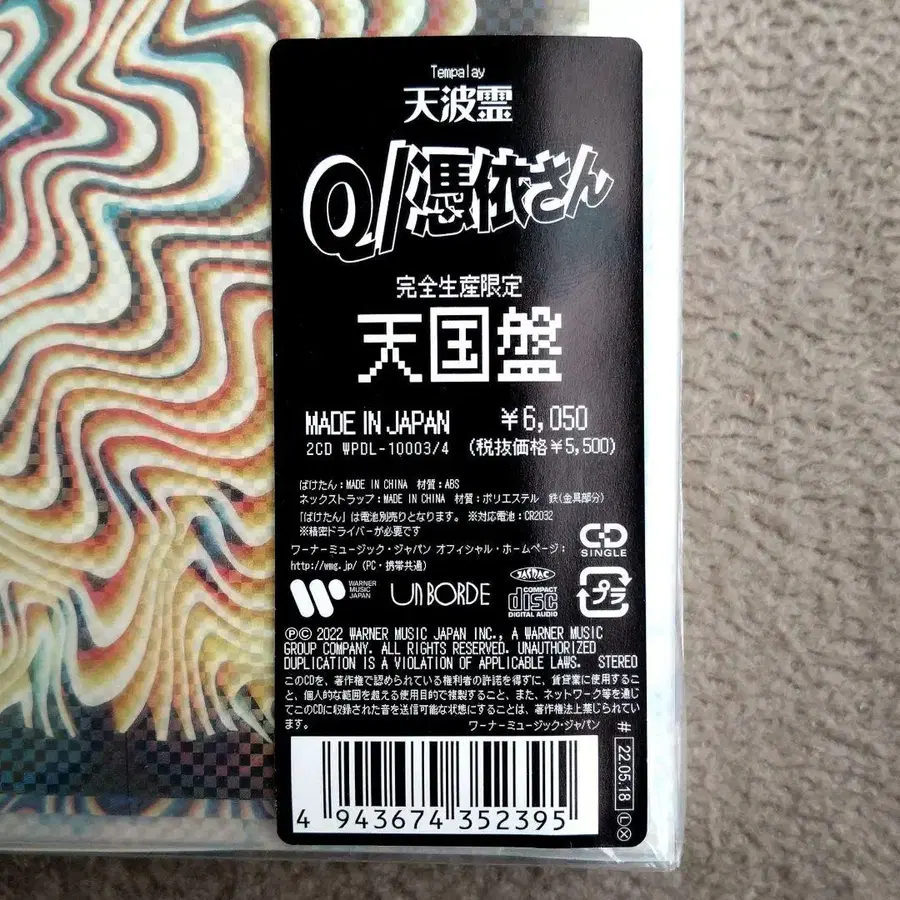 Tempalay
天波霊
Q/憑依さん
完全生産限定
天国盤
MADE IN JAPAN ¥6,050
2CD WPDL-10003/4 (税抜価格¥5,500)
ばけたん:MADE IN CHINA 材質:ABS
ネックストラップ:MADE IN CHINA 材質:ポリエステル 鉄(金具部分)
「ばけたん」は電池別売りとなります。 ※対応電池:CR2032
※精密ドライバーが必要です
ワーナーミュージック・ジャパン オフィシャル・ホームページ:
http://wmg.jp/ (PC・携帯共通)
CD
SINGLE
WARNER
MUSIC
JAPAN
unBORDE
JASRAC
COMPACT
disc
DIGITAL AUDIO
プラ
℗© 2022 WARNER MUSIC JAPAN INC., A WARNER MUSIC
GROUP COMPANY. ALL RIGHTS RESERVED. UNAUTHORIZED
DUPLICATION IS A VIOLATION OF APPLICABLE LAWS. STEREO
このCDを、著作権で認められている権利者の許諾を得ずに、賃貸業に使用するこ
と、個人的な範囲を超える使用目的で複製すること、また、ネットワーク等を通じ
てこのCDに収録された音を送信可能な状態にすることは、著作権法上禁じられてい
ます。 ワーナーミュージック・ジャパン
# 22.05.18 Ⓛ Ⓧ
4 943674 352395